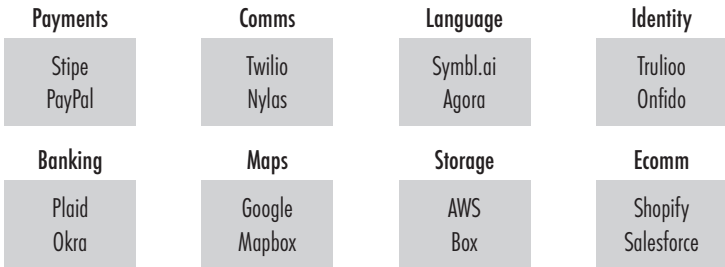 Payments
Comms
Language
Identity
Stipe
PayPal
Twilio
Nylas
Symbl.ai
Agora
Trulioo
Onfido
Banking
Maps
Storage
Ecomm
Plaid
Okra
Google
Mapbox
AWS
Box
Shopify
Salesforce